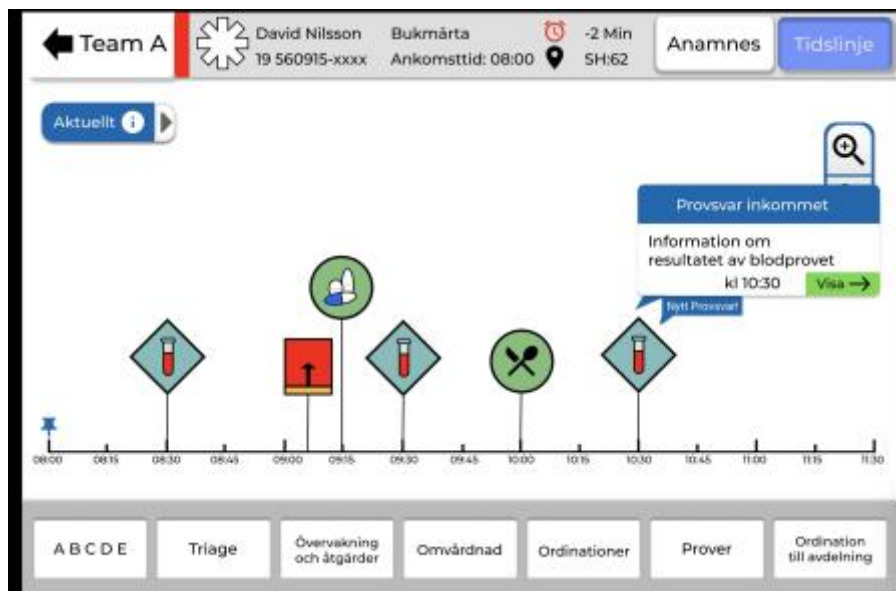 Team A
David Nilsson
19 560915-xxxx
Bukmärta
Ankomsttid: 08:00
-2 Min
SH:62
Anamnes
Tidslinje
Aktuellt i
Provsvar inkommet
Information om
resultatet av blodprovet
kl 10:30
Visa
Nytt Provsvar!
08:00 08:15 08:30 08:45 09:00 09:15 09:30 09:45 10:00 10:15 10:30 10:45 11:00 11:15 11:30
A B C D E
Triage
Övervakning
och åtgärder
Omvårdnad
Ordinationer
Prover
Ordination
till avdelning